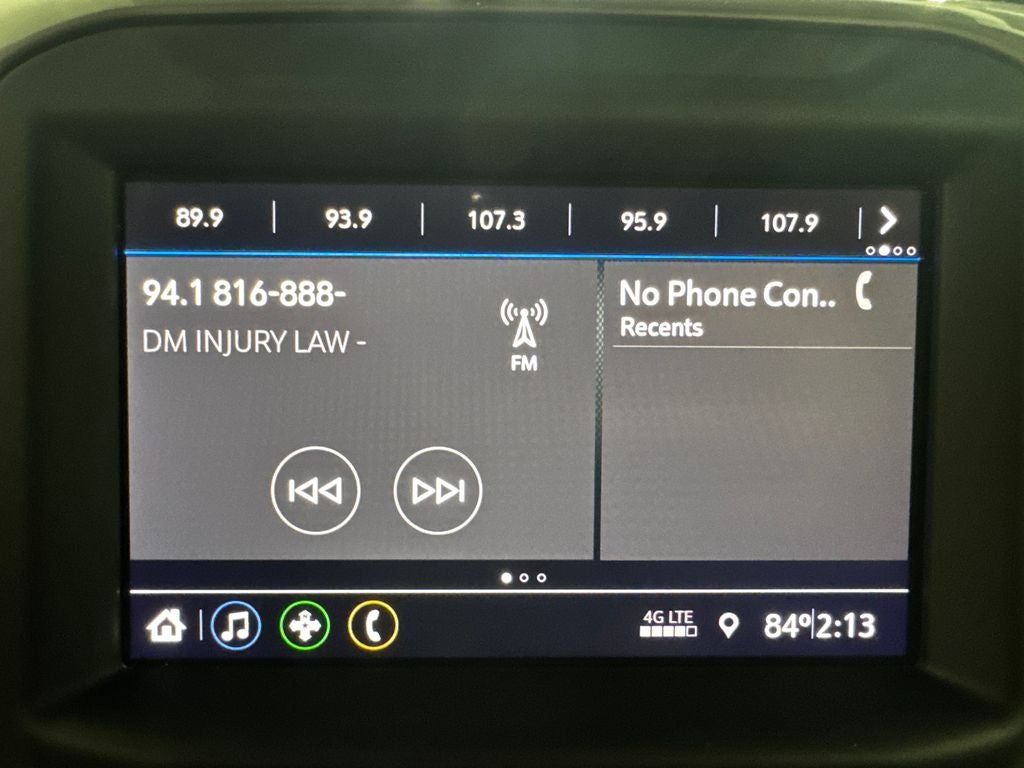 89.9 | 93.9 | 107.3 | 95.9 | 107.9 |
94.1 816-888-
DM INJURY LAW -
FM
No Phone Con..
Recents
4G LTE
84º 2:13